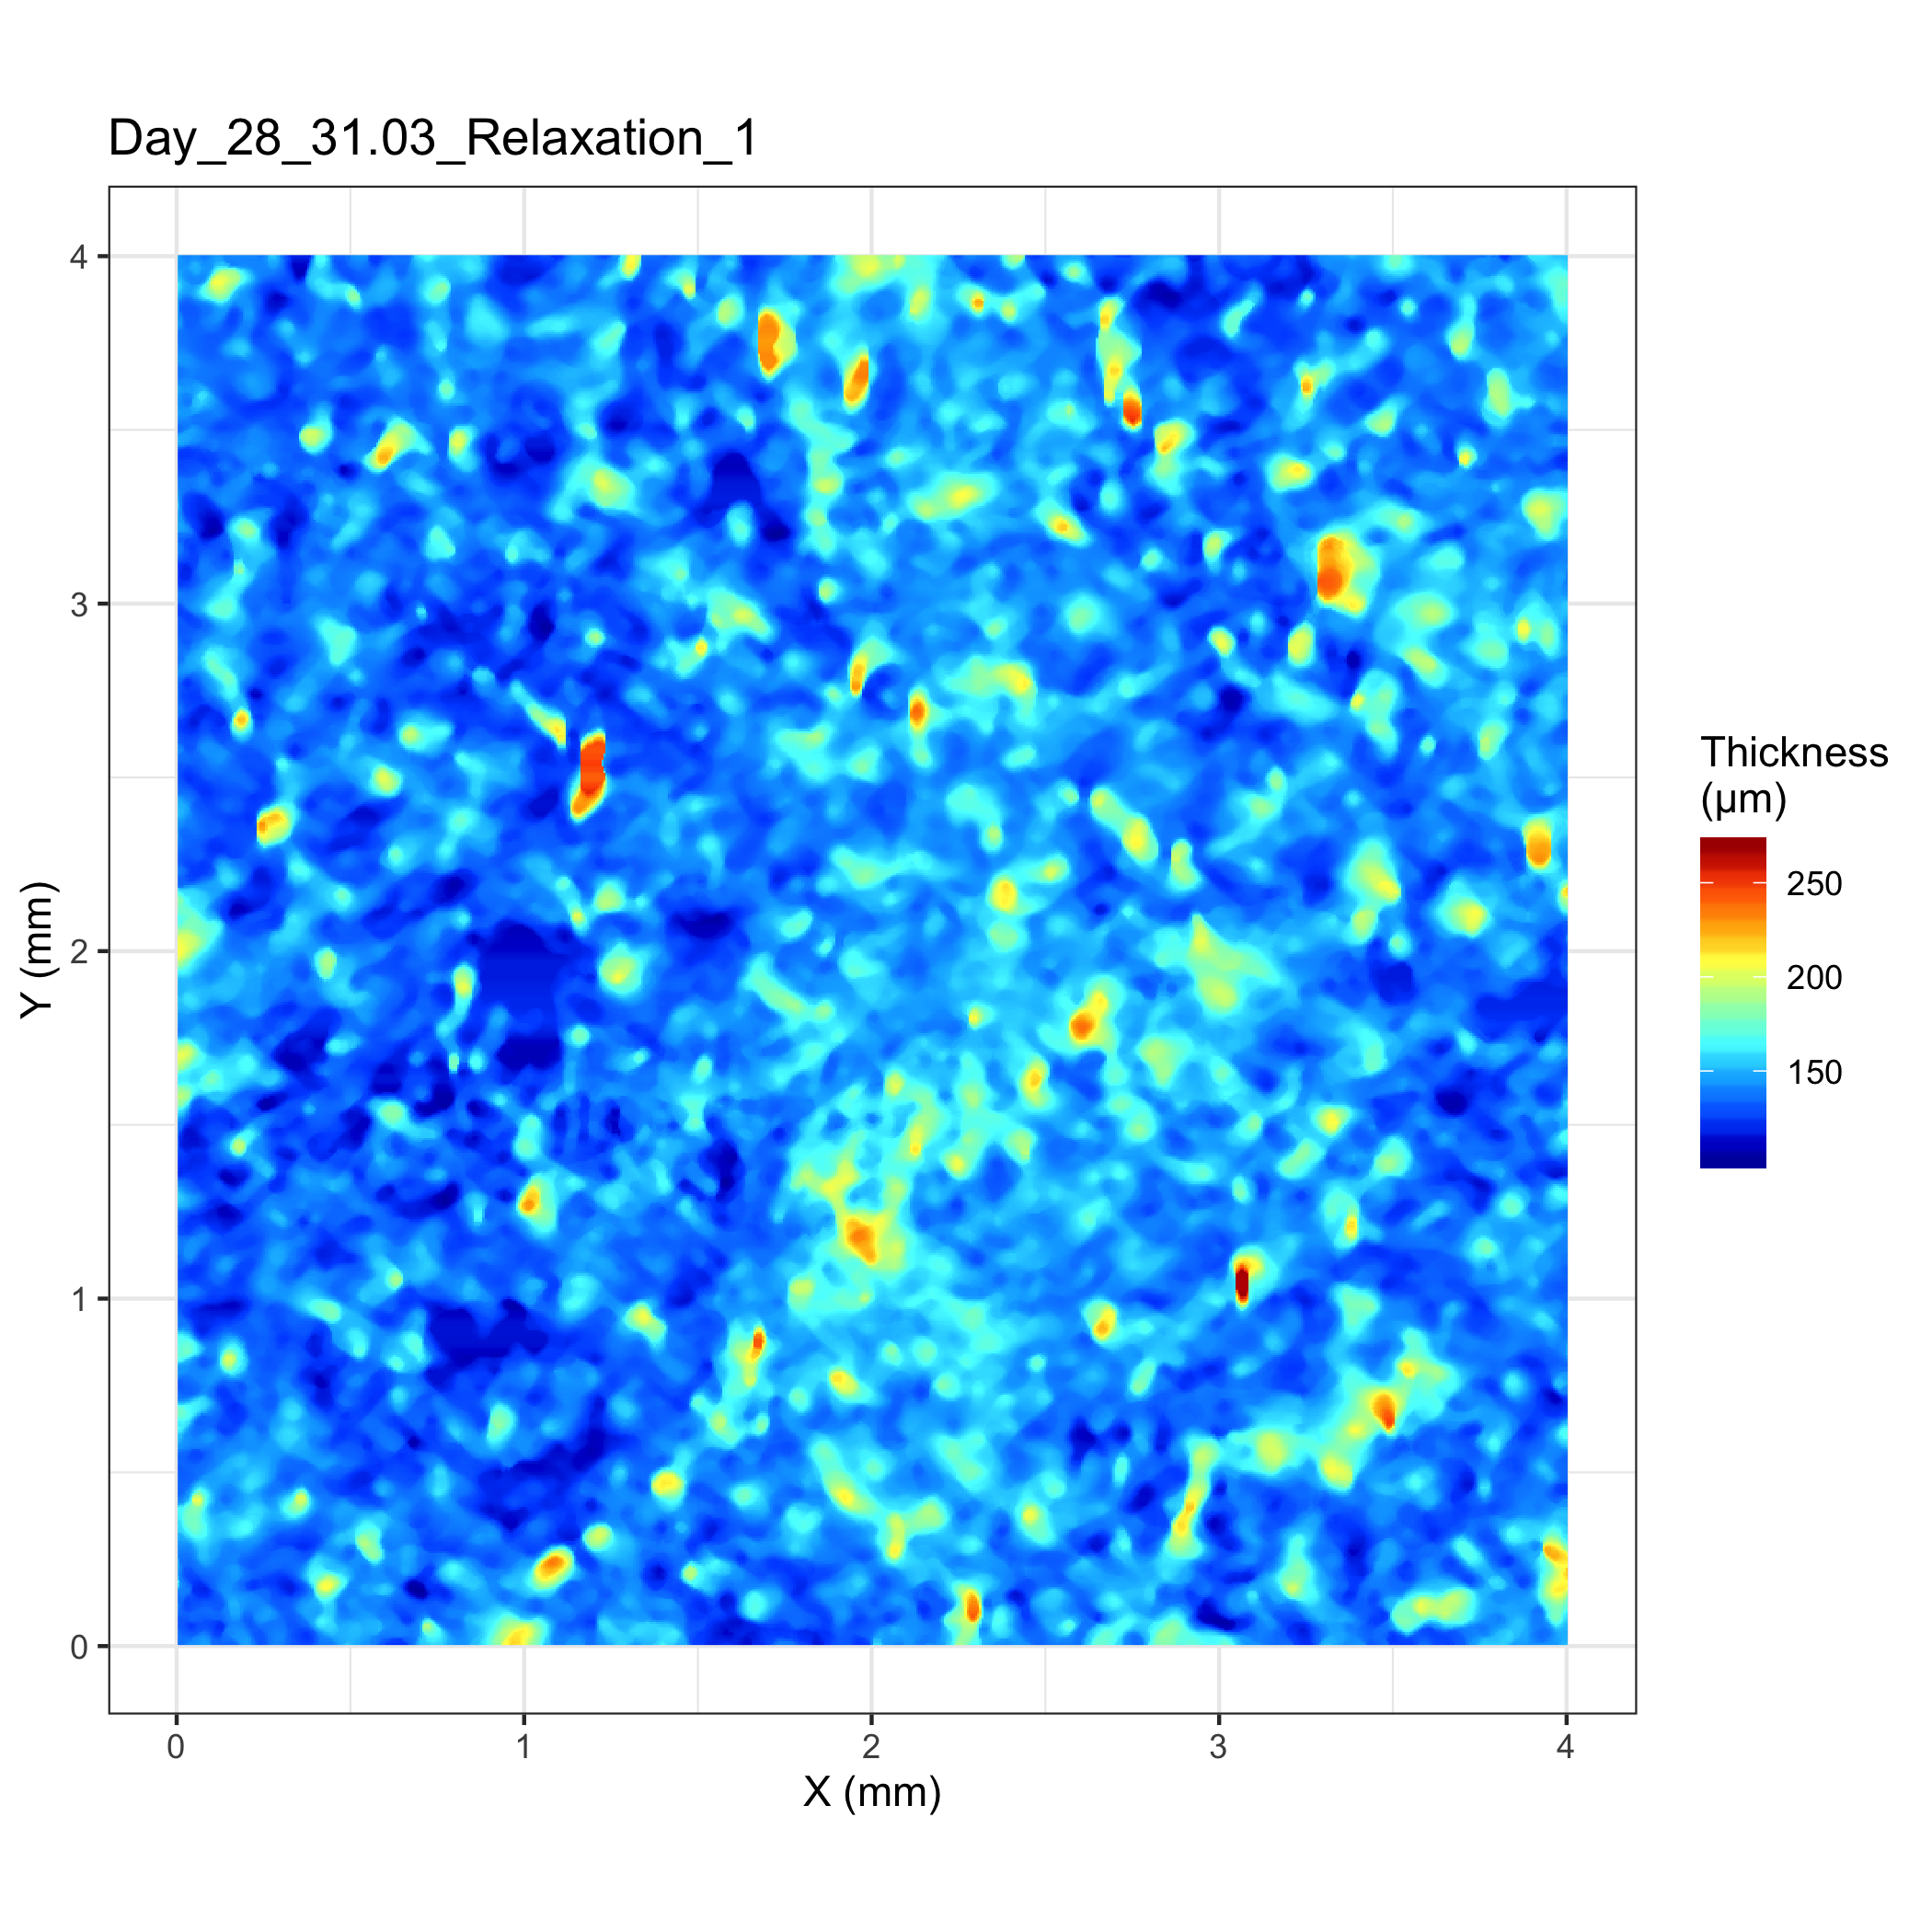 Day_28_31.03_Relaxation_1
4
3
2
1
0
Y (mm)
0 1 2 3 4
X (mm)
Thickness
(µm)
250
200
150